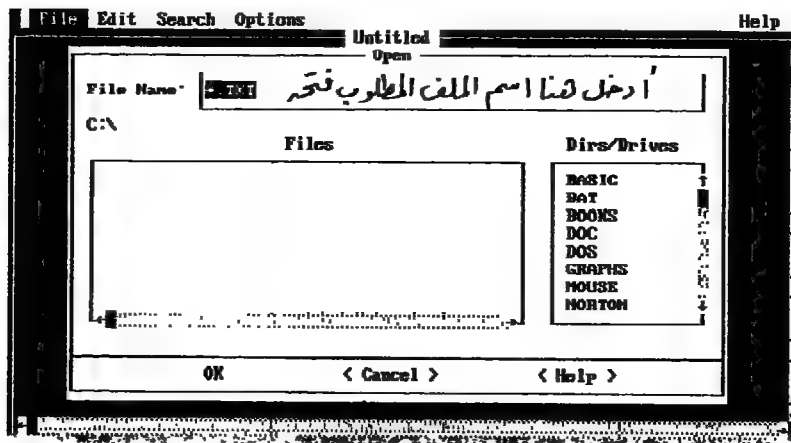 File Edit Search Options Help
Untitled
Open
File Name: *.TXT أدخل هنا اسم الملف المطلوب فتحه
C:\
Files Dirs/Drives
BASIC
BAT
BOOKS
DOC
DOS
GRAPHS
MOUSE
NORTON
OK < Cancel > < Help >